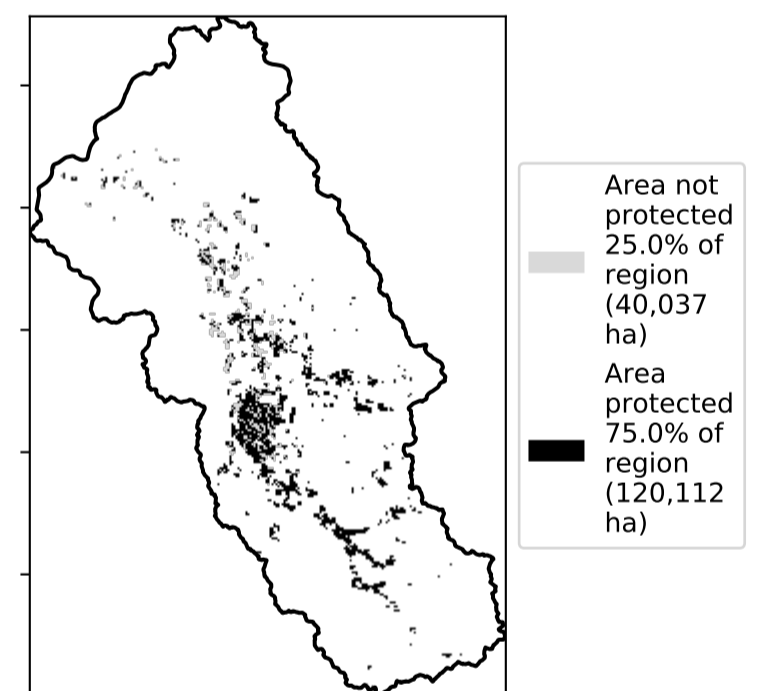 Area not
protected
25.0% of
region
(40,037
ha)
Area
protected
75.0% of
region
(120,112
ha)